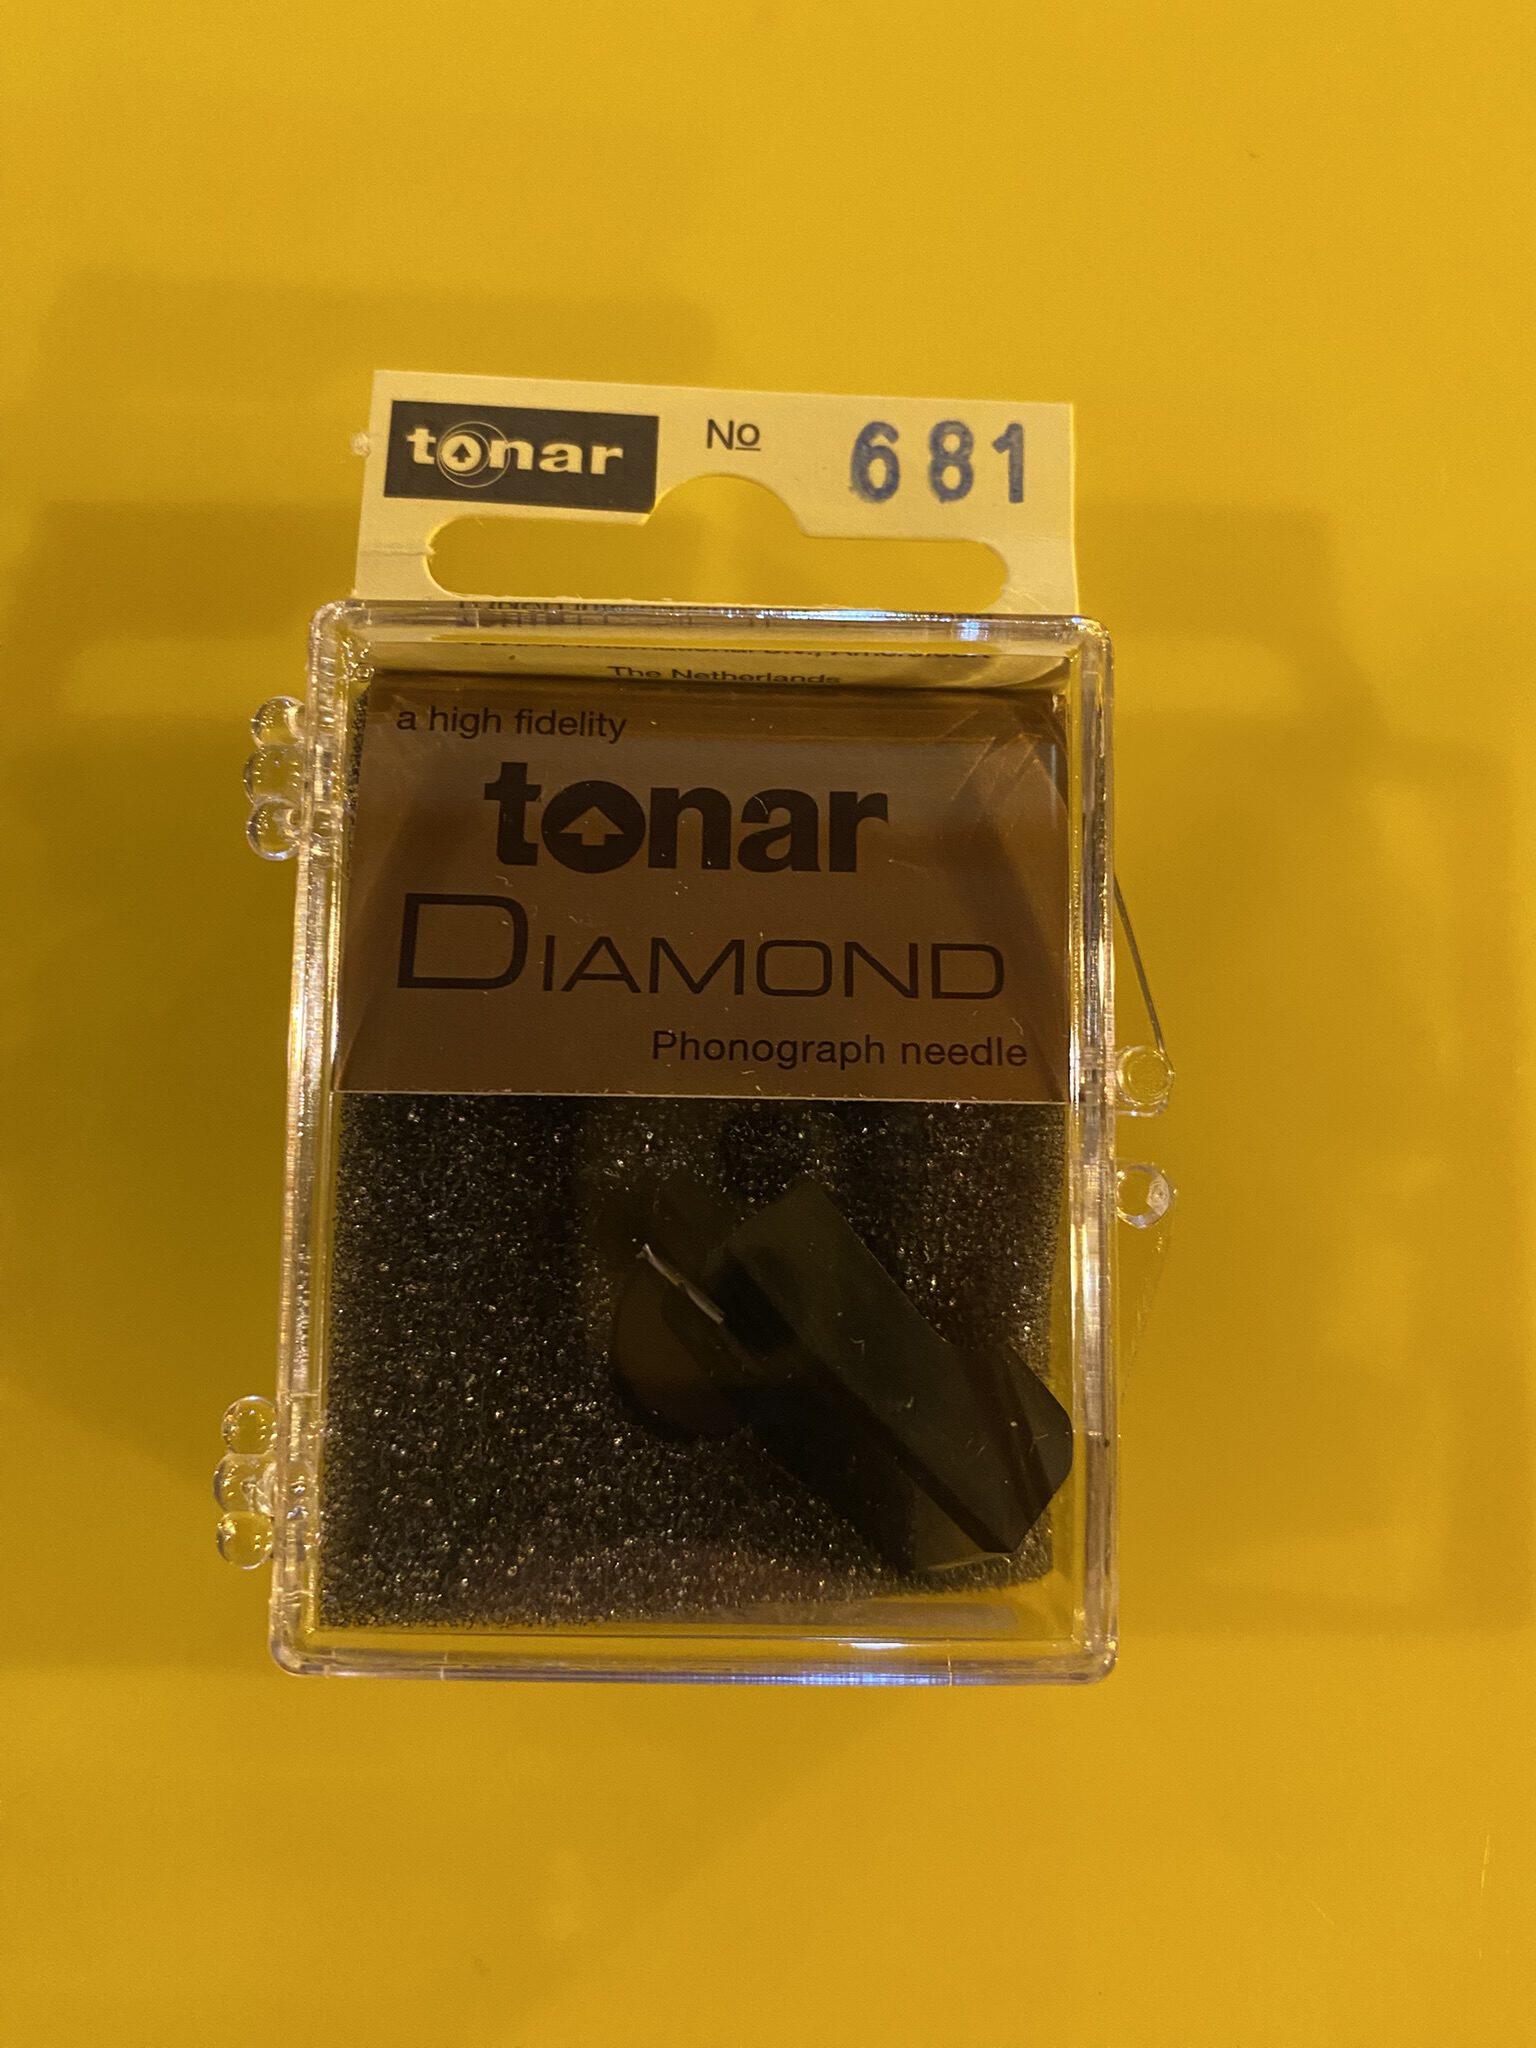 tonar No 681
The Netherlands
a high fidelity
tonar
DIAMOND
Phonograph needle